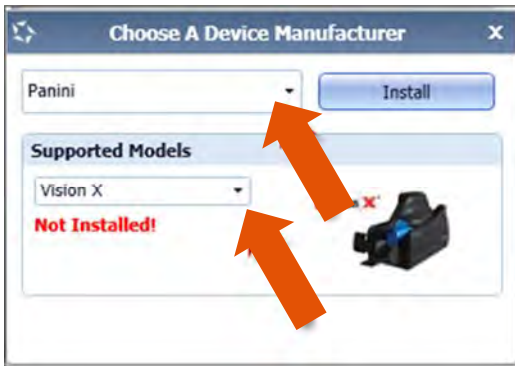 Choose A Device Manufacturer X
Panini Install
Supported Models
Vision X
Not Installed!
X